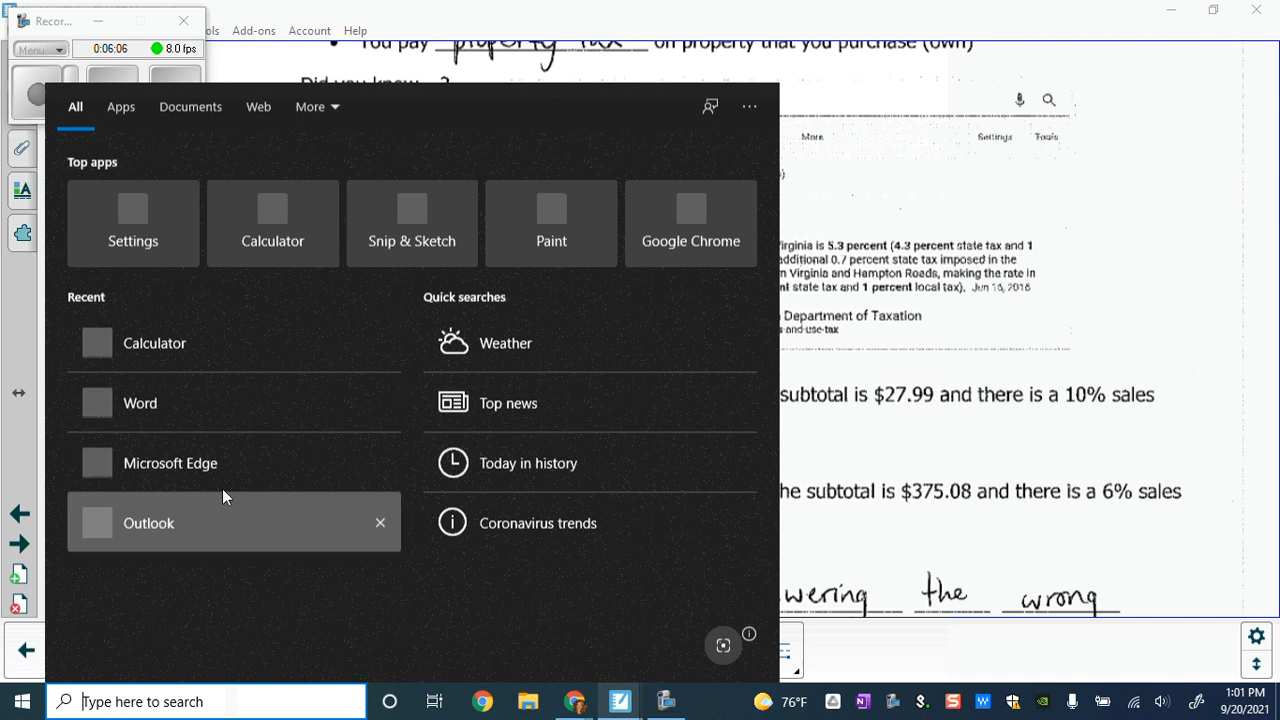 Recor...
Menu
0:06:06
8.0 fps
ols Add-ons Account Help
You pay property tax on property that you purchase (own)
Did you know ?
All Apps Documents Web More
Top apps
Settings Calculator Snip & Sketch Paint Google Chrome
Recent
Calculator
Word
Microsoft Edge
Outlook
Quick searches
Weather
Top news
Today in history
Coronavirus trends
More Settings Tools
irginia is 5.3 percent (4.3 percent state tax and 1
dditional 0.7 percent state tax imposed in the
n Virginia and Hampton Roads, making the rate in
nt state tax and 1 percent local tax). Jun 16, 2016
Department of Taxation
s-and-use-tax
subtotal is $27.99 and there is a 10% sales
he subtotal is $375.08 and there is a 6% sales
wering the wrong
Type here to search
76°F
1:01 PM
9/20/2021